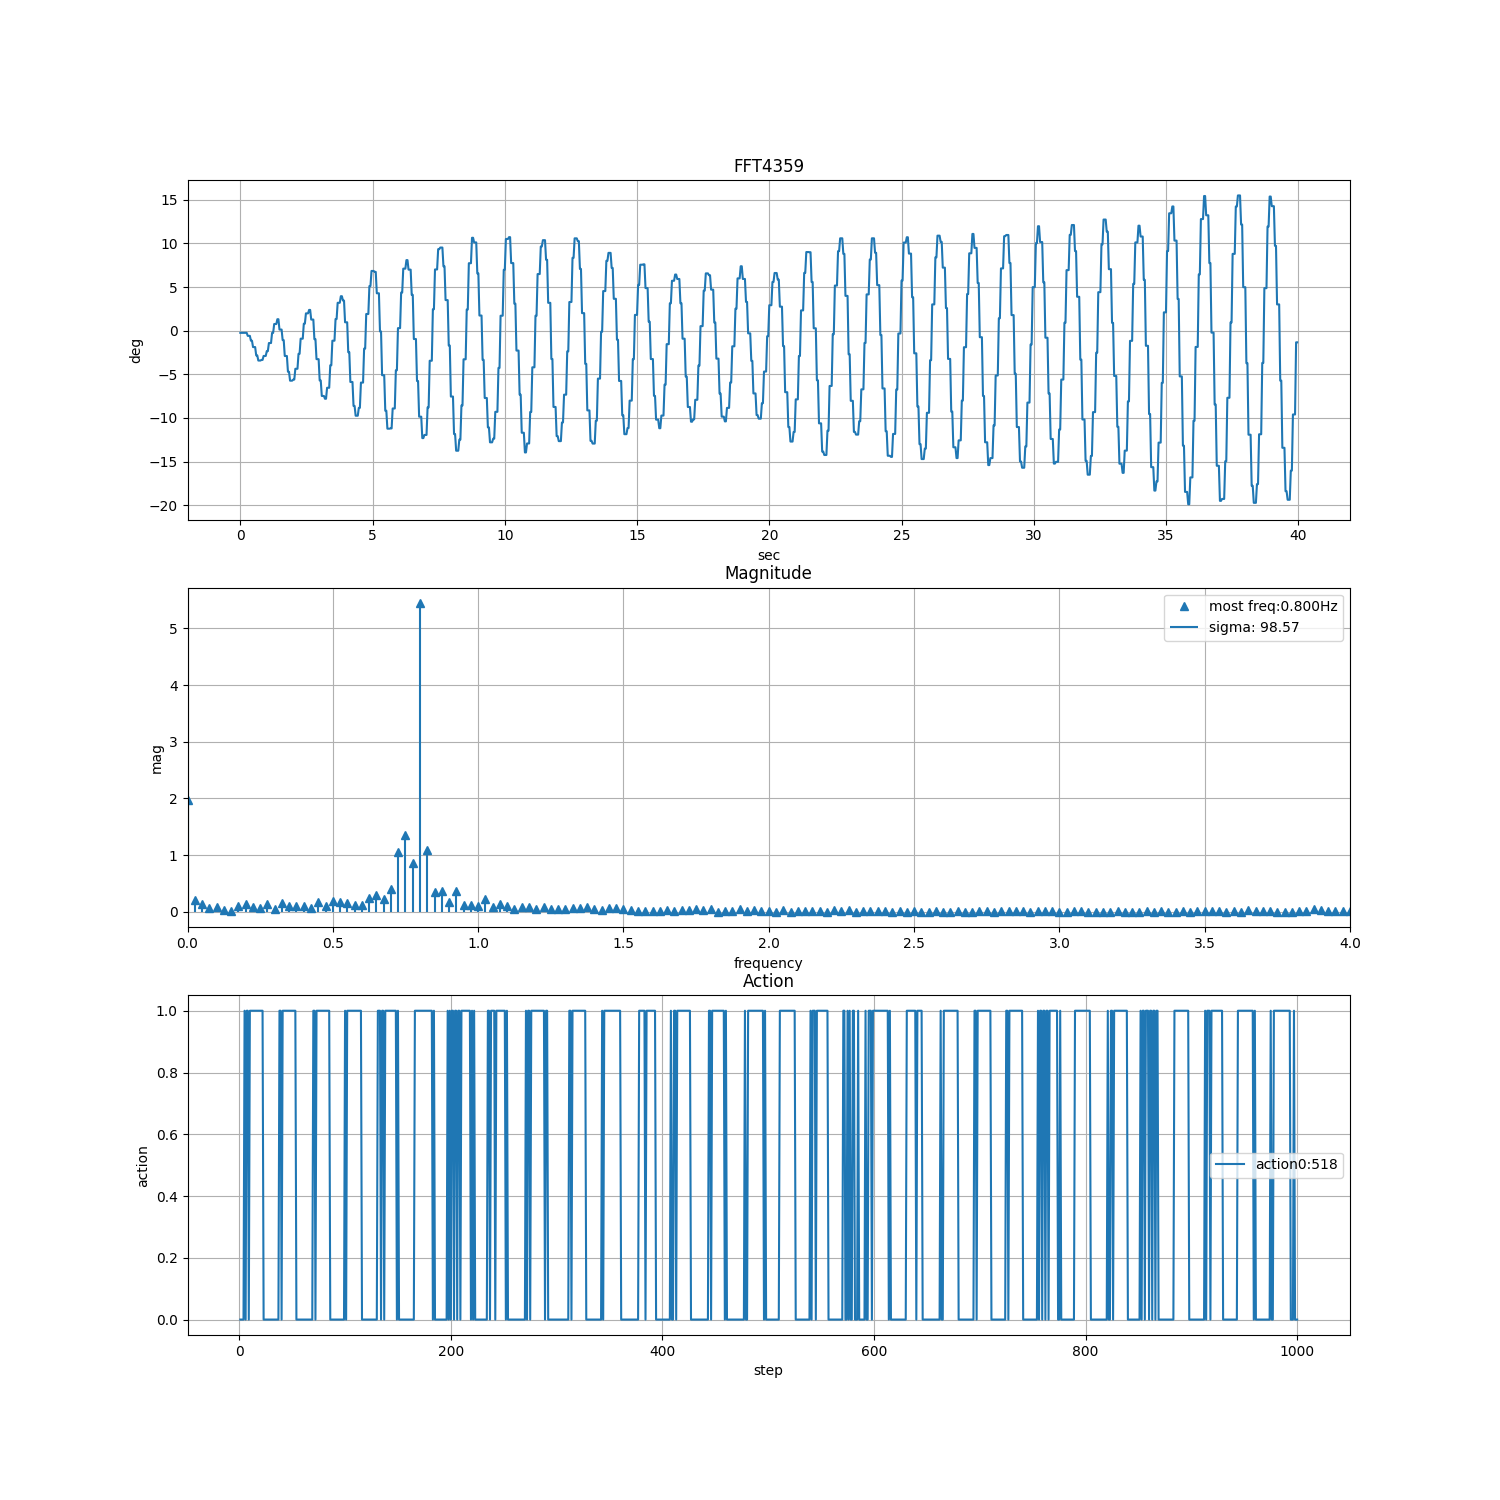 FFT4359
15
10
5
0
−5
−10
−15
−20
deg
0 5 10 15 20 25 30 35 40
sec
Magnitude
most freq:0.800Hz
sigma: 98.57
5
4
3
2
1
0
mag
0.0 0.5 1.0 1.5 2.0 2.5 3.0 3.5 4.0
frequency
Action
1.0
0.8
0.6
0.4
0.2
0.0
action
action0:518
0 200 400 600 800 1000
step